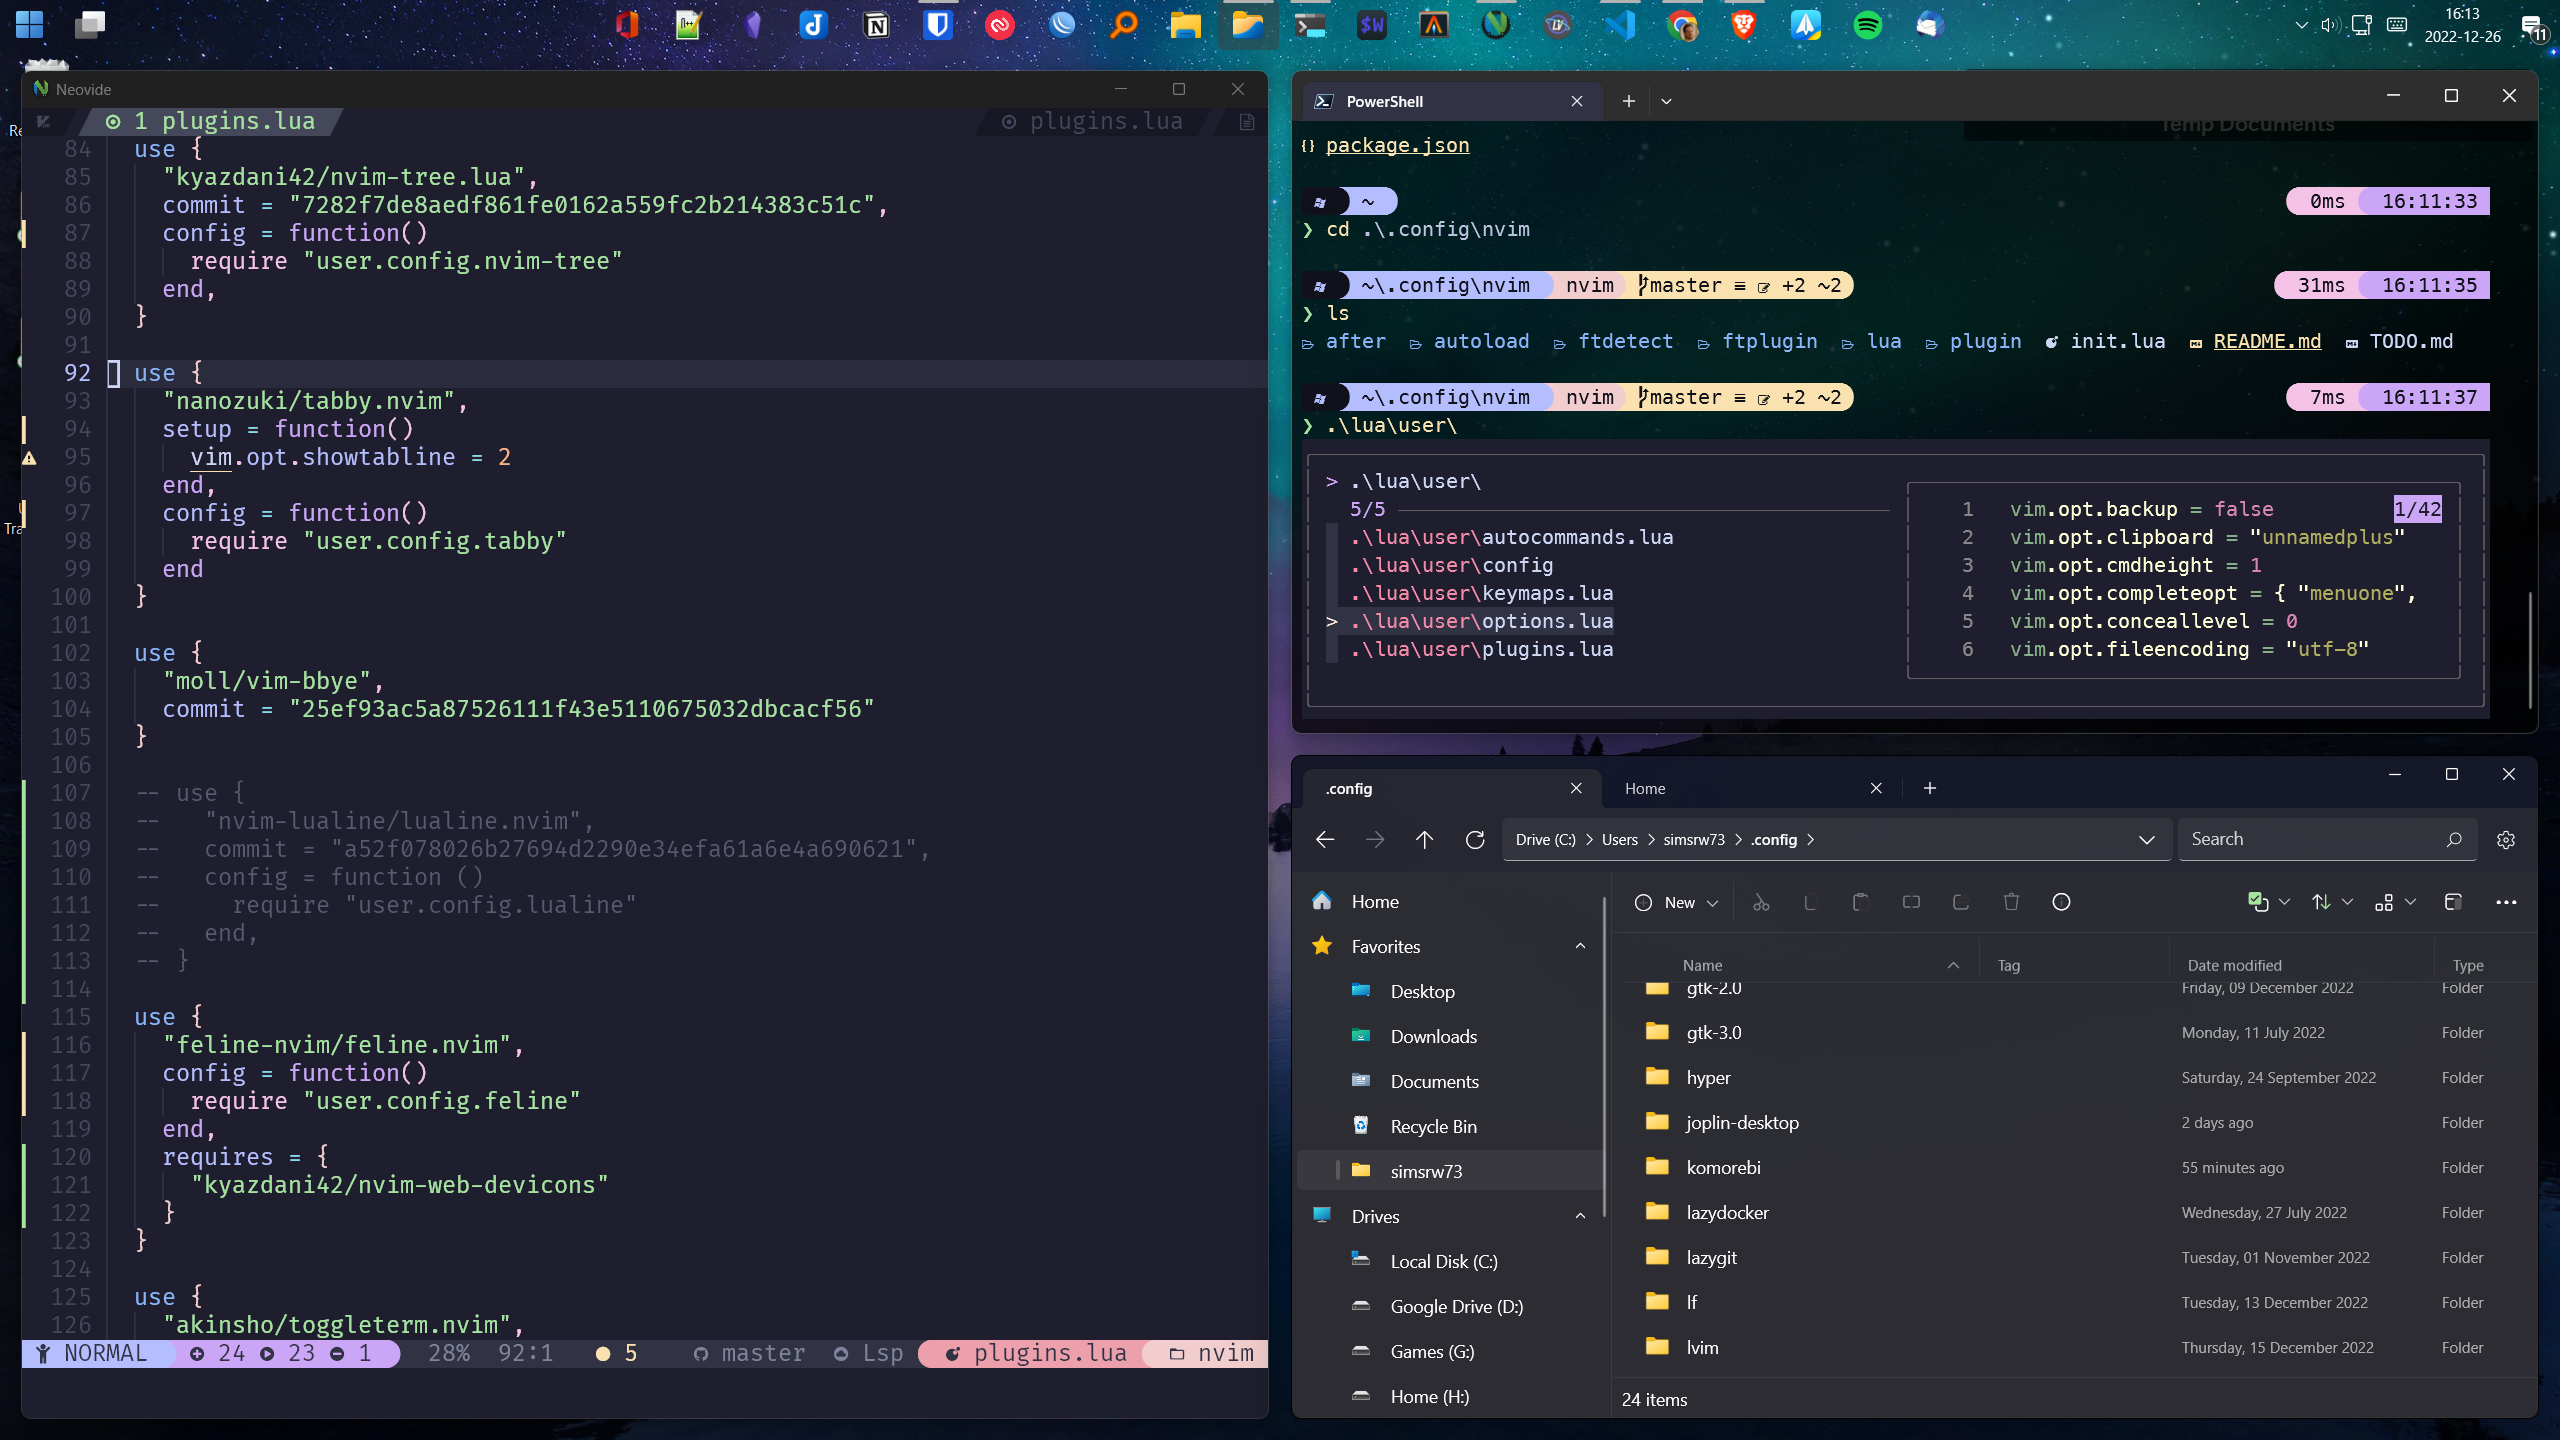 16:13
2022-12-26
11
Neovide
1 plugins.lua
plugins.lua
84 use {
85 "kyazdani42/nvim-tree.lua",
86 commit = "7282f7de8aedf861fe0162a559fc2b214383c51c",
87 config = function()
88 require "user.config.nvim-tree"
89 end,
90 }
91
92 use {
93 "nanozuki/tabby.nvim",
94 setup = function()
95 vim.opt.showtabline = 2
96 end,
97 config = function()
98 require "user.config.tabby"
99 end
100 }
101
102 use {
103 "moll/vim-bbye",
104 commit = "25ef93ac5a87526111f43e5110675032dbcacf56"
105 }
106
107 -- use {
108 -- "nvim-lualine/lualine.nvim",
109 -- commit = "a52f078026b27694d2290e34efa61a6e4a690621",
110 -- config = function ()
111 -- require "user.config.lualine"
112 -- end,
113 -- }
114
115 use {
116 "feline-nvim/feline.nvim",
117 config = function()
118 require "user.config.feline"
119 end,
120 requires = {
121 "kyazdani42/nvim-web-devicons"
122 }
123 }
124
125 use {
126 "akinsho/toggleterm.nvim",
NORMAL 24 23 1 28% 92:1 5 master Lsp plugins.lua nvim
PowerShell
Temp Documents
{} package.json
~ 0ms 16:11:33
❯ cd .\.config\nvim
~\.config\nvim nvim master ≡ +2 ~2 31ms 16:11:35
❯ ls
after autoload ftdetect ftplugin lua plugin init.lua README.md TODO.md
~\.config\nvim nvim master ≡ +2 ~2 7ms 16:11:37
❯ .\lua\user\
> .\lua\user\
5/5
.\lua\user\autocommands.lua
.\lua\user\config
.\lua\user\keymaps.lua
> .\lua\user\options.lua
.\lua\user\plugins.lua
1 vim.opt.backup = false 1/42
2 vim.opt.clipboard = "unnamedplus"
3 vim.opt.cmdheight = 1
4 vim.opt.completeopt = { "menuone",
5 vim.opt.conceallevel = 0
6 vim.opt.fileencoding = "utf-8"
.config
Home
Drive (C:) > Users > simsrw73 > .config >
Search
New
Home
Favorites
Desktop
Downloads
Documents
Recycle Bin
simsrw73
Drives
Local Disk (C:)
Google Drive (D:)
Games (G:)
Home (H:)
Name Tag Date modified Type
gtk-2.0 Friday, 09 December 2022 Folder
gtk-3.0 Monday, 11 July 2022 Folder
hyper Saturday, 24 September 2022 Folder
joplin-desktop 2 days ago Folder
komorebi 55 minutes ago Folder
lazydocker Wednesday, 27 July 2022 Folder
lazygit Tuesday, 01 November 2022 Folder
lf Tuesday, 13 December 2022 Folder
lvim Thursday, 15 December 2022 Folder
24 items